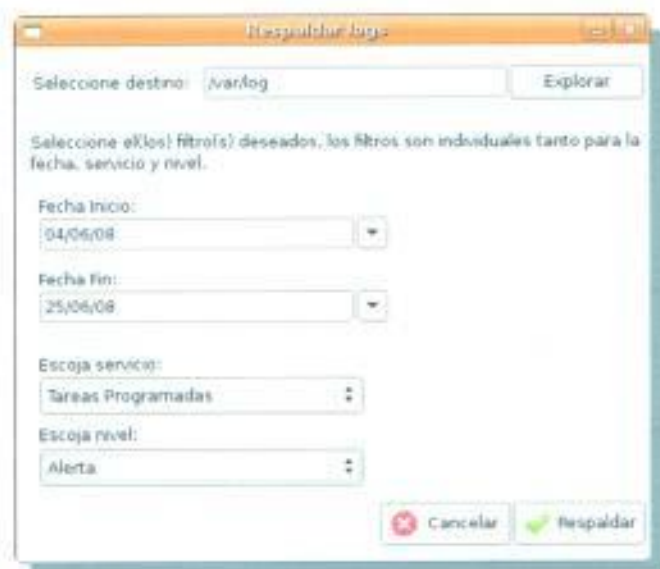 Respaldar logs
Seleccione destino: /var/log Explorar
Seleccione el(los) filtro(s) deseados, los filtros son individuales tanto para la
fecha, servicio y nivel.
Fecha Inicio:
04/06/08
Fecha Fin:
25/06/08
Escoja servicio:
Tareas Programadas
Escoja nivel:
Alerta
Cancelar Respaldar